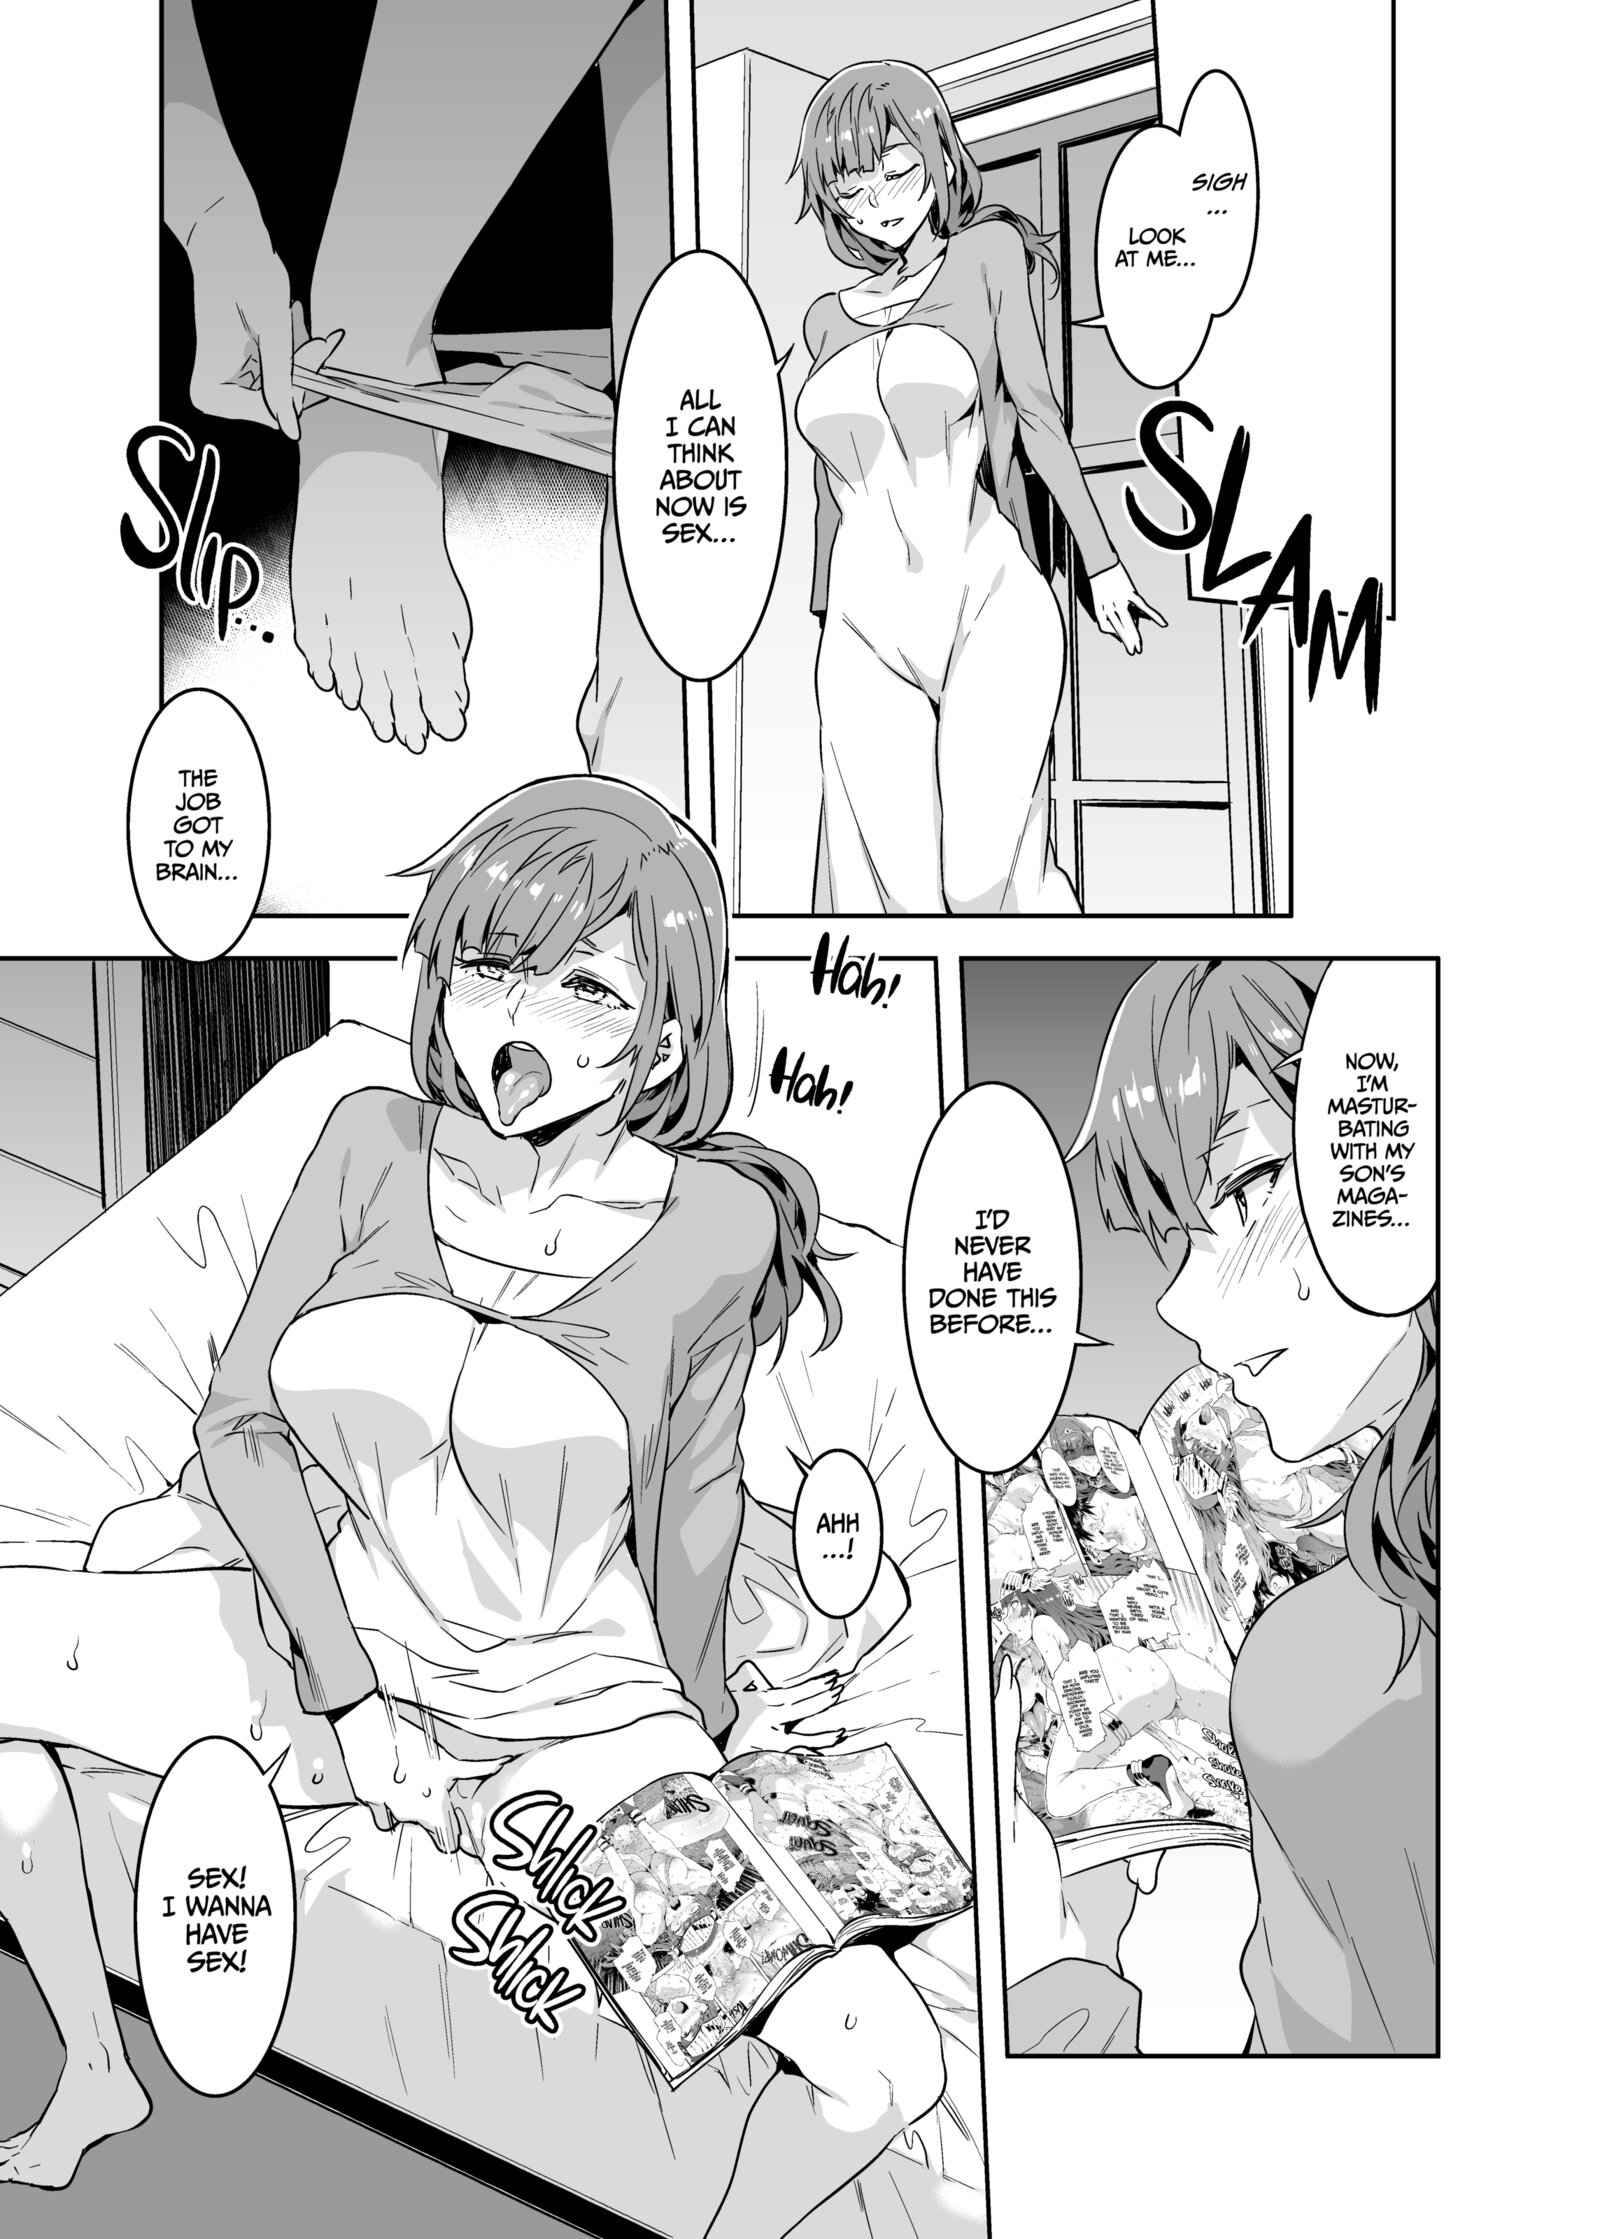 SIGH
...
LOOK
AT ME...
SLAM
ALL
I CAN
THINK
ABOUT
NOW IS
SEX...
SLIP...
THE
JOB
GOT
TO MY
BRAIN...
NOW,
I'M
MASTUR-
BATING
WITH MY
SON'S
MAGA-
ZINES...
I'D
NEVER
HAVE
DONE THIS
BEFORE...
HAH!
HAH!
AHH
...!
SHLICK
SHLICK
SEX!
I WANNA
HAVE
SEX!